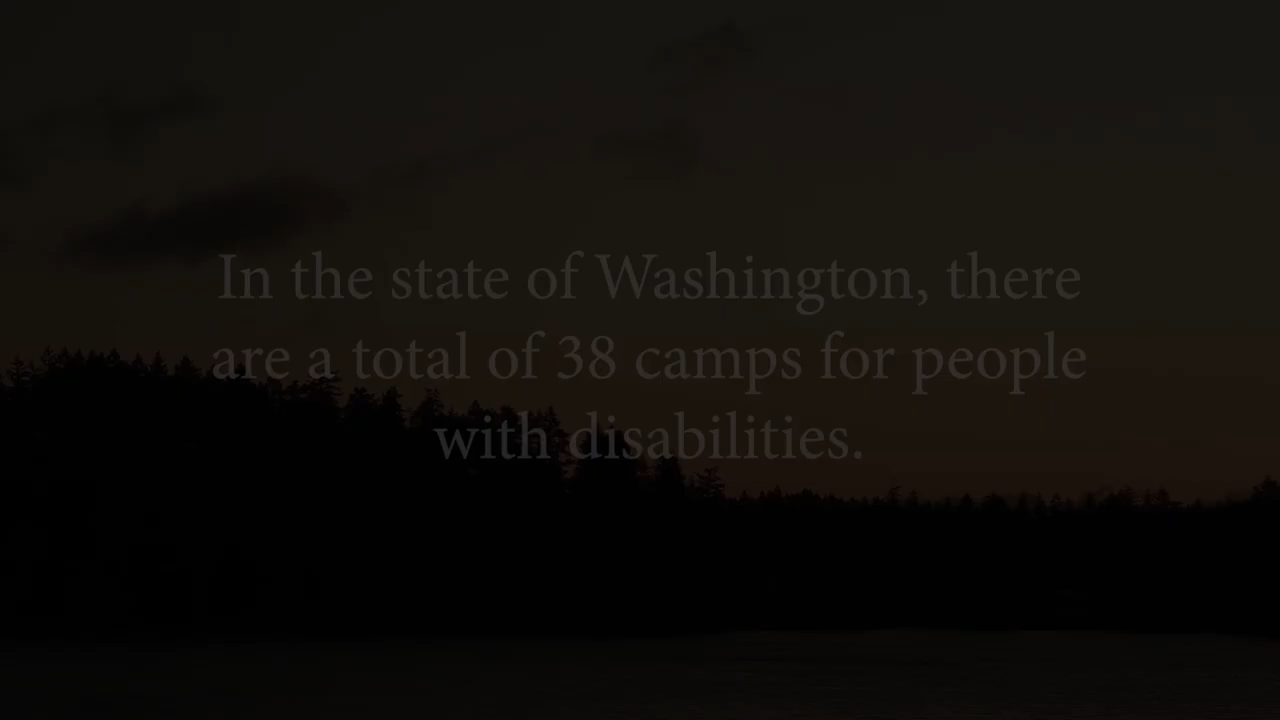 In the state of Washington, there
are a total of 38 camps for people
with disabilities.